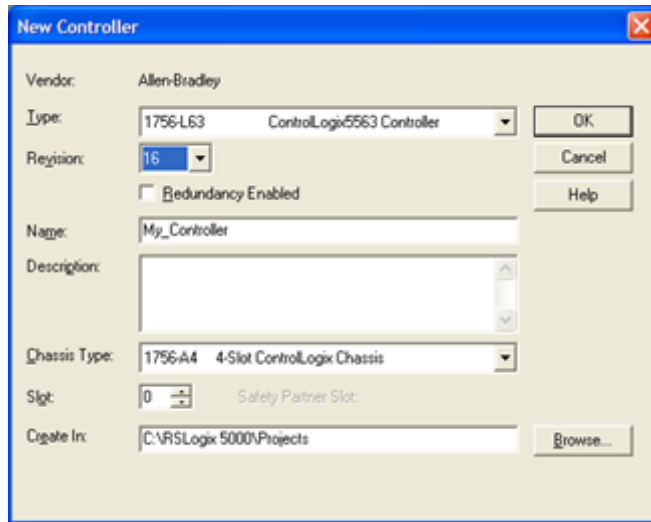 New Controller
Vendor: Allen-Bradley
Type: 1756-L63 ControlLogix5563 Controller OK
Revision: 16 Cancel
Redundancy Enabled Help
Name: My_Controller
Description:
Chassis Type: 1756-A4 4-Slot ControlLogix Chassis
Slot: 0 Safety Partner Slot:
Create In: C:\RSLogix 5000\Projects Browse...